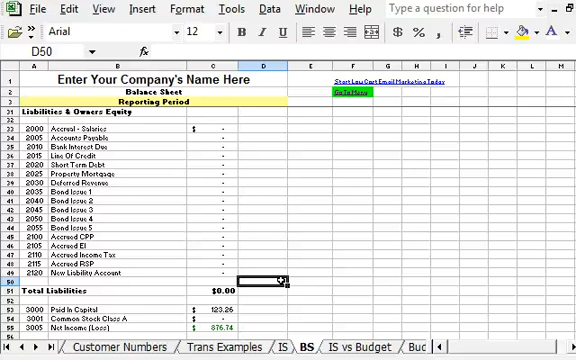 File Edit View Insert Format Tools Data Window Help Type a question for help
Arial 12 B I U $ % ,
D50 fx
A B C D E F G H I J K L
1 Enter Your Company's Name Here Start Low Cost Email Marketing Today
2 Balance Sheet Go To Menu
3 Reporting Period
31 Liabilities & Owners Equity
32
33 2000 Accrual - Salaries $ -
34 2005 Accounts Payable -
35 2010 Bank Interest Due -
36 2015 Line Of Credit -
37 2020 Short Term Debt -
38 2025 Property Mortgage -
39 2030 Deferred Revenue -
40 2035 Bond Issue 1 -
41 2040 Bond Issue 2 -
42 2045 Bond Issue 3 -
43 2050 Bond Issue 4 -
44 2055 Bond Issue 5 -
45 2100 Accrued CPP -
46 2105 Accrued EI -
47 2110 Accrued Income Tax -
48 2115 Accrued RSP -
49 2120 New Liability Account -
50
51 Total Liabilities $0.00
52
53 3000 Paid In Capital $ 123.26
54 3001 Common Stock Class A $ -
55 3005 Net Income (Loss) $ 876.74
56
Customer Numbers Trans Examples IS BS IS vs Budget Bud